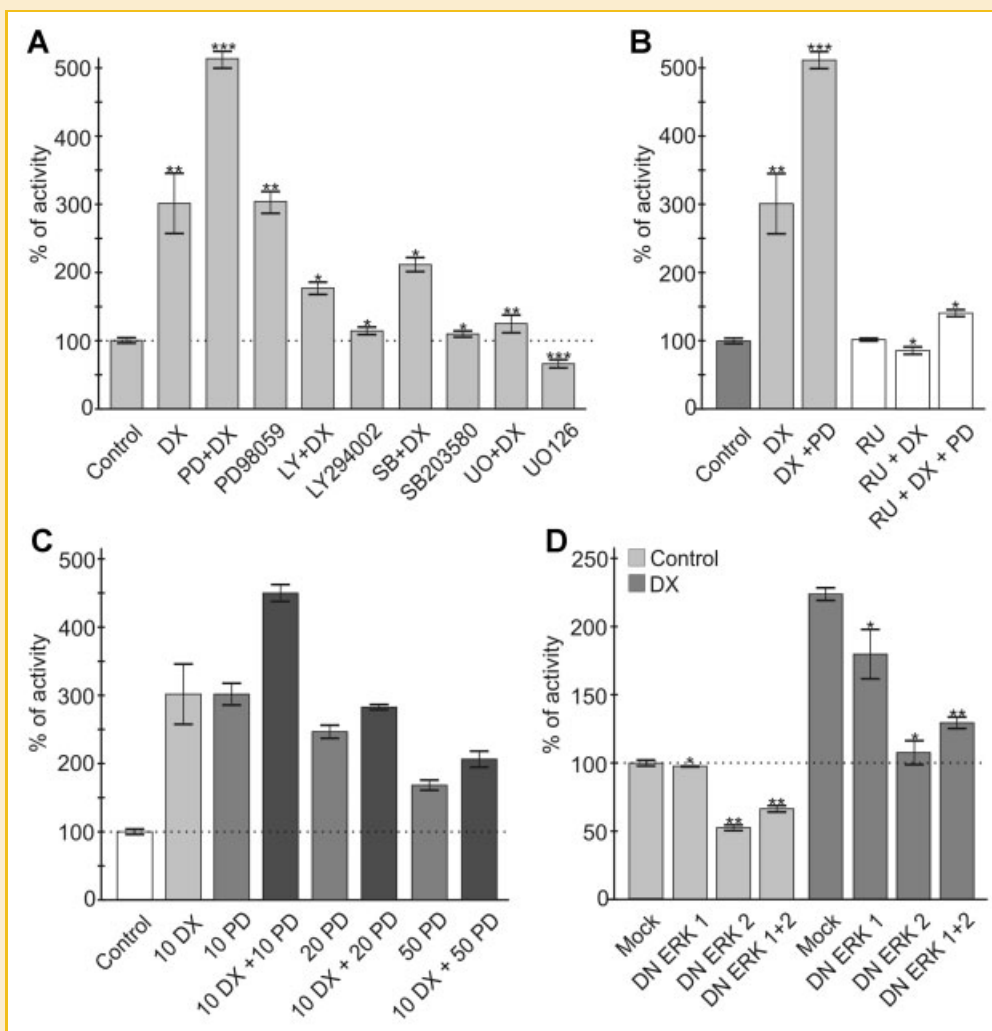 A
500
400
300
200
100
0
% of activity
***
**
**
*
*
*
*
**
***
Control
DX
PD+DX
PD98059
LY+DX
LY294002
SB+DX
SB203580
UO+DX
UO126
B
500
400
300
200
100
0
% of activity
***
**
*
*
Control
DX
DX +PD
RU
RU + DX
RU + DX + PD
C
500
400
300
200
100
0
% of activity
Control
10 DX
10 PD
10 DX +10 PD
20 PD
10 DX + 20 PD
50 PD
10 DX + 50 PD
D
250
200
150
100
50
0
% of activity
Control
DX
*
**
**
*
*
**
Mock
DN ERK 1
DN ERK 2
DN ERK 1+2
Mock
DN ERK 1
DN ERK 2
DN ERK 1+2